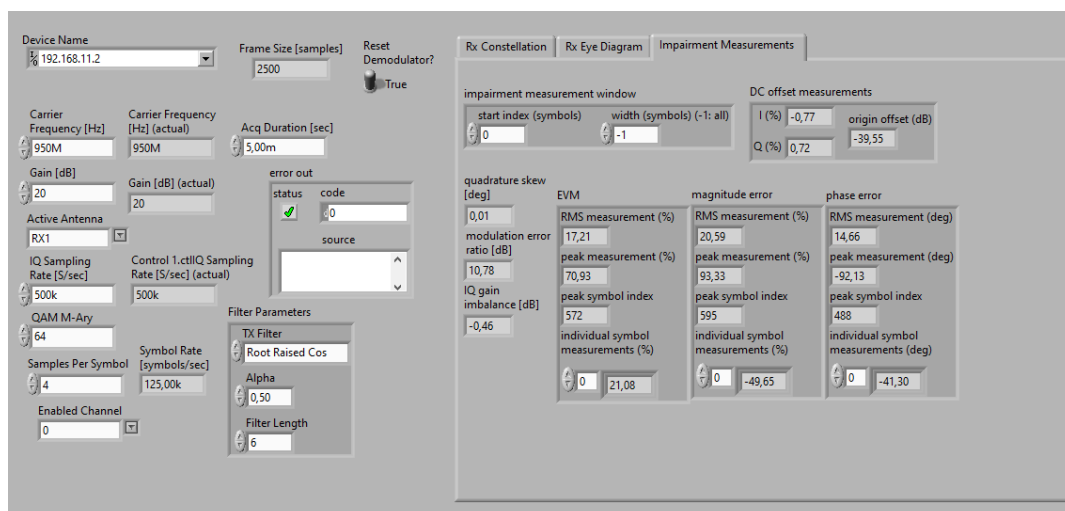 Device Name
192.168.11.2
Frame Size [samples]
2500
Reset
Demodulator?
True
Carrier
Frequency [Hz]
950M
Carrier Frequency
[Hz] (actual)
950M
Acq Duration [sec]
5,00m
Gain [dB]
20
Gain [dB] (actual)
20
Active Antenna
RX1
IQ Sampling
Rate [S/sec]
500k
Control 1.ctlIQ Sampling
Rate [S/sec] (actual)
500k
QAM M-Ary
64
Samples Per Symbol
4
Symbol Rate
[symbols/sec]
125,00k
Enabled Channel
0
error out
status
code
0
source
Filter Parameters
TX Filter
Root Raised Cos
Alpha
0,50
Filter Length
6
Rx Constellation
Rx Eye Diagram
Impairment Measurements
impairment measurement window
start index (symbols)
0
width (symbols) (-1: all)
-1
DC offset measurements
I (%)
-0,77
Q (%)
0,72
origin offset (dB)
-39,55
quadrature skew
[deg]
0,01
modulation error
ratio [dB]
10,78
IQ gain
imbalance [dB]
-0,46
EVM
RMS measurement (%)
17,21
peak measurement (%)
70,93
peak symbol index
572
individual symbol
measurements (%)
0
21,08
magnitude error
RMS measurement (%)
20,59
peak measurement (%)
93,33
peak symbol index
595
individual symbol
measurements (%)
0
-49,65
phase error
RMS measurement (deg)
14,66
peak measurement (deg)
-92,13
peak symbol index
488
individual symbol
measurements (deg)
0
-41,30